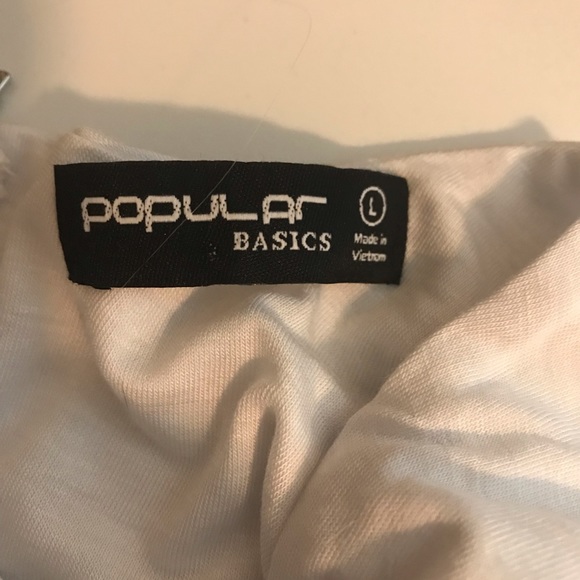 POPULAR
BASICS
L
Made in
Vietnam